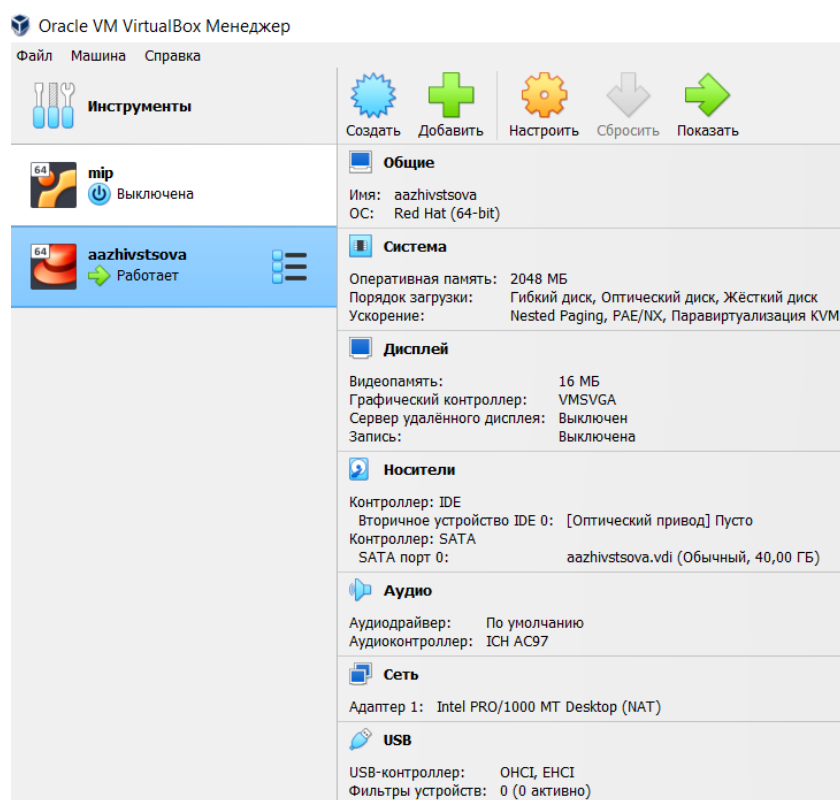 Oracle VM VirtualBox Менеджер
Файл Машина Справка
Инструменты
Создать Добавить Настроить Сбросить Показать
64
mip
Выключена
64
aazhivstsova
Работает
Общие
Имя: aazhivstsova
ОС: Red Hat (64-bit)
Система
Оперативная память: 2048 МБ
Порядок загрузки: Гибкий диск, Оптический диск, Жёсткий диск
Ускорение: Nested Paging, PAE/NX, Паравиртуализация KVM
Дисплей
Видеопамять: 16 МБ
Графический контроллер: VMSVGA
Сервер удалённого дисплея: Выключен
Запись: Выключена
Носители
Контроллер: IDE
Вторичное устройство IDE 0: [Оптический привод] Пусто
Контроллер: SATA
SATA порт 0: aazhivstsova.vdi (Обычный, 40,00 ГБ)
Аудио
Аудиодрайвер: По умолчанию
Аудиоконтроллер: ICH AC97
Сеть
Адаптер 1: Intel PRO/1000 MT Desktop (NAT)
USB
USB-контроллер: OHCI, EHCI
Фильтры устройств: 0 (0 активно)